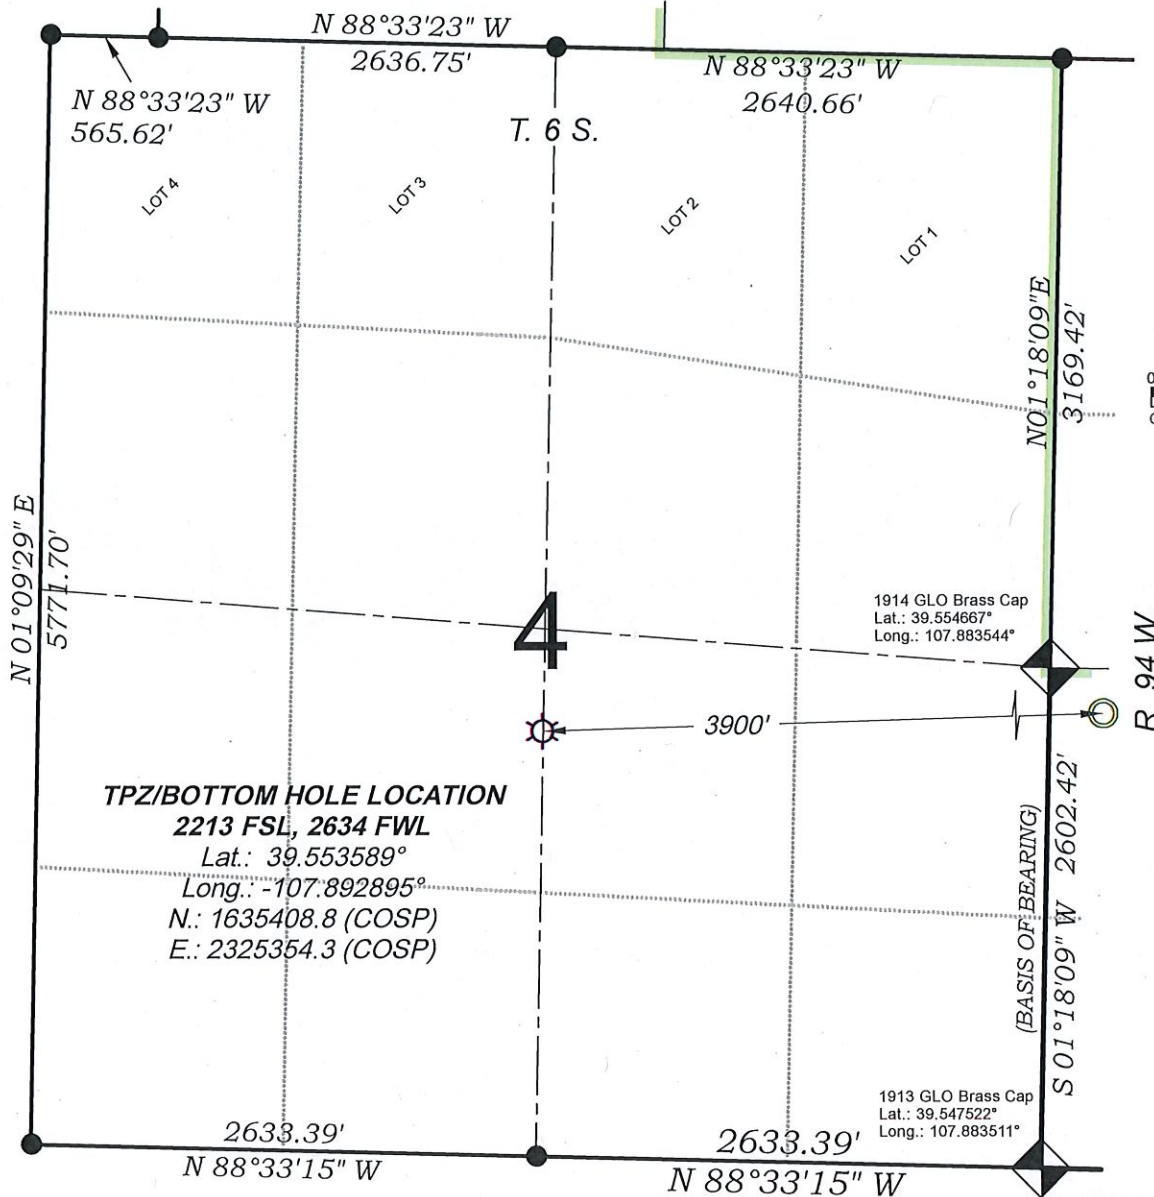 N 88°33'23" W
2636.75'
N 88°33'23" W
2640.66'
N 88°33'23" W
565.62'
T. 6 S.
LOT 4
LOT 3
LOT 2
LOT 1
N01°18'09"E
3169.42'
N 01°09'29" E
5771.70'
1914 GLO Brass Cap
Lat.: 39.554667°
Long.: 107.883544°
4
R 94 W
3900'
TPZ/BOTTOM HOLE LOCATION
2213 FSL, 2634 FWL
Lat.: 39.553589°
Long.: -107.892895°
N.: 1635408.8 (COSP)
E.: 2325354.3 (COSP)
(BASIS OF BEARING)
S 01°18'09" W 2602.42'
1913 GLO Brass Cap
Lat.: 39.547522°
Long.: 107.883511°
2633.39'
N 88°33'15" W
2633.39'
N 88°33'15" W